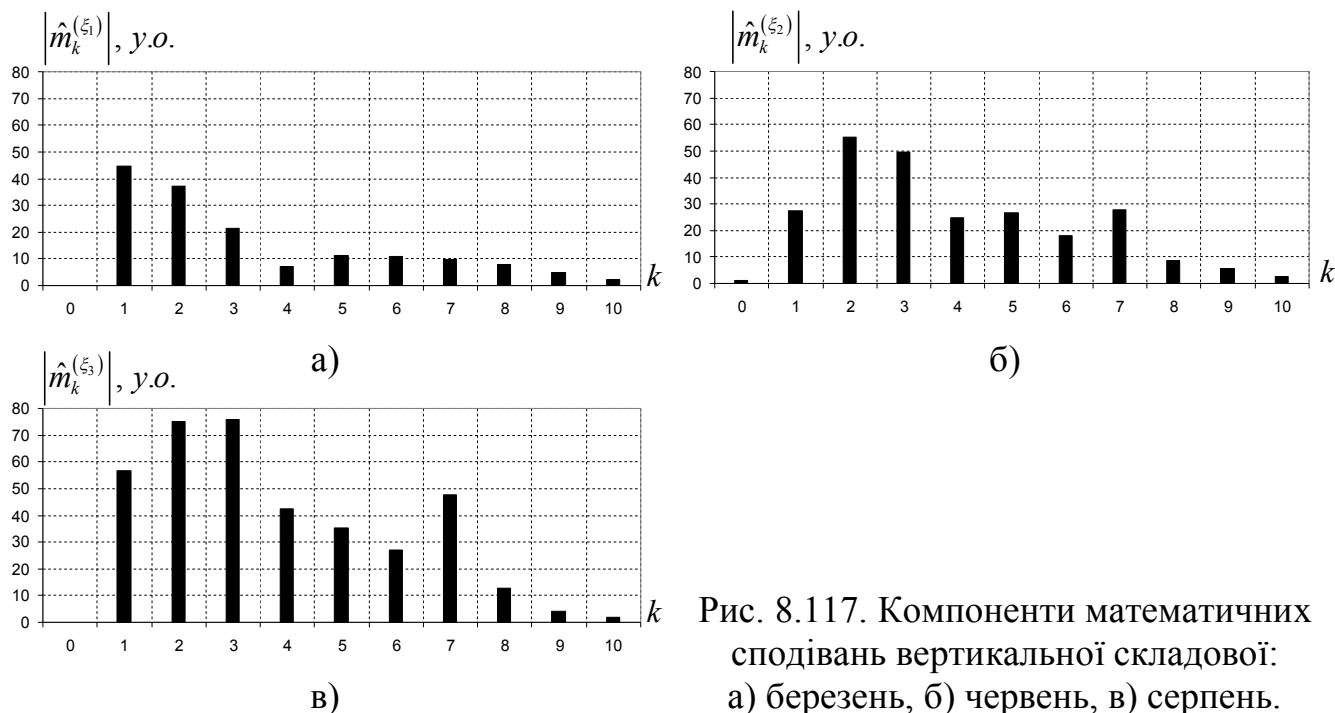 |m̂ₖ^(ξ₁)|, у.о.
80
70
60
50
40
30
20
10
0
0 1 2 3 4 5 6 7 8 9 10
k
а)
|m̂ₖ^(ξ₂)|, у.о.
80
70
60
50
40
30
20
10
0
0 1 2 3 4 5 6 7 8 9 10
k
б)
|m̂ₖ^(ξ₃)|, у.о.
80
70
60
50
40
30
20
10
0
0 1 2 3 4 5 6 7 8 9 10
k
в)
Рис. 8.117. Компоненти математичних
сподівань вертикальної складової:
а) березень, б) червень, в) серпень.